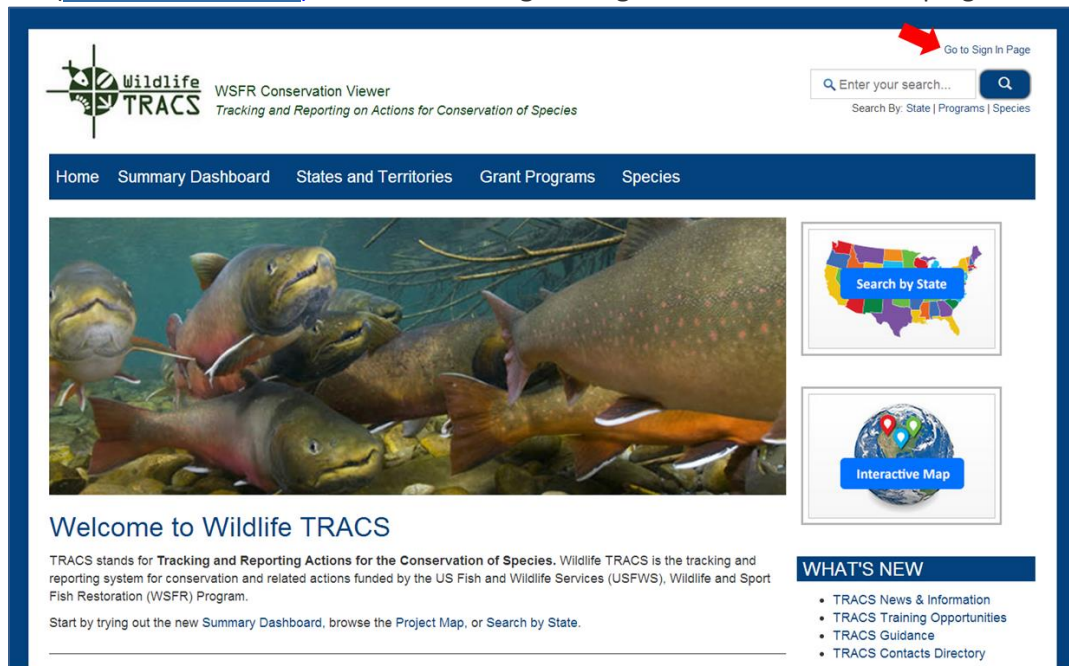 Go to Sign In Page
Wildlife
TRACS
WSFR Conservation Viewer
Tracking and Reporting on Actions for Conservation of Species
Enter your search...
Search By: State | Programs | Species
Home Summary Dashboard States and Territories Grant Programs Species
Search by State
Interactive Map
Welcome to Wildlife TRACS
TRACS stands for Tracking and Reporting Actions for the Conservation of Species. Wildlife TRACS is the tracking and
reporting system for conservation and related actions funded by the US Fish and Wildlife Services (USFWS), Wildlife and Sport
Fish Restoration (WSFR) Program.
Start by trying out the new Summary Dashboard, browse the Project Map, or Search by State.
WHAT'S NEW
• TRACS News & Information
• TRACS Training Opportunities
• TRACS Guidance
• TRACS Contacts Directory